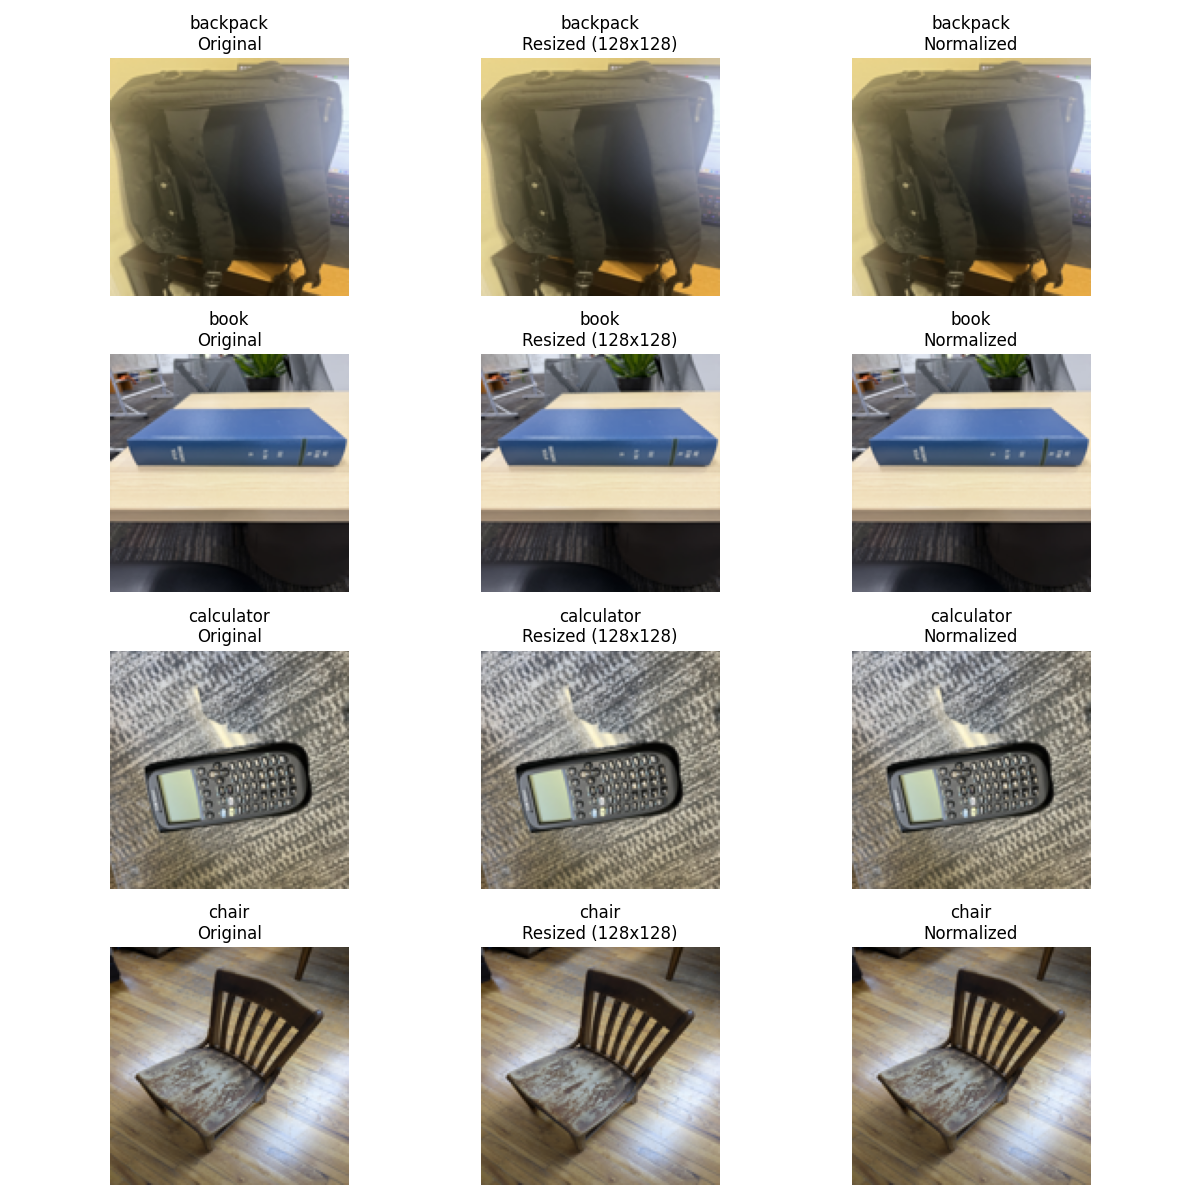 backpack
Original
backpack
Resized (128x128)
backpack
Normalized
book
Original
book
Resized (128x128)
book
Normalized
calculator
Original
calculator
Resized (128x128)
calculator
Normalized
chair
Original
chair
Resized (128x128)
chair
Normalized